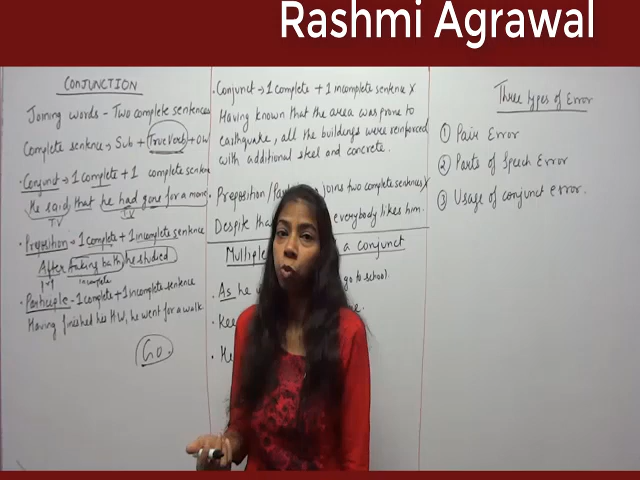 Rashmi Agrawal
CONJUNCTION
Joining words - Two complete sentences
Complete sentence → Sub + True Verb + OW
• Conjunct → 1 complete + 1 complete sentence
He said that he had gone for a movie
TV TV
• Preposition = 1 complete + 1 incomplete sentence
After taking bath, he studied
incomplete
• Participle - 1 complete + 1 incomplete sentence
Having finished his HW, he went for a walk.
Go.
• Conjunct → 1 complete + 1 incomplete sentence X
Having known that the area was prone to
earthquake, all the buildings were reinforced
with additional steel and concrete.
Preposition/Par joins two complete sentences X
Despite tha everybody likes him.
Multiple a conjunct
• As he go to school.
• Kee
• He
Three types of Error
① Pair Error
② Parts of Speech Error
③ Usage of conjunct error.